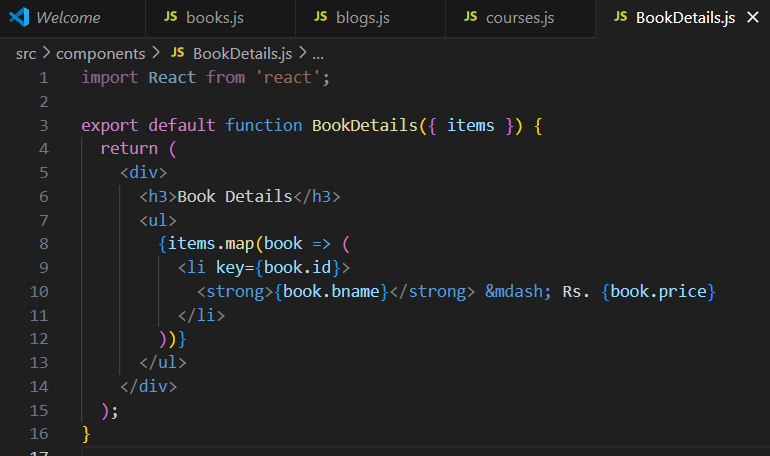 Welcome JS books.js JS blogs.js JS courses.js JS BookDetails.js
src > components > JS BookDetails.js > ...
1 import React from 'react';
2
3 export default function BookDetails({ items }) {
4 return (
5 <div>
6 <h3>Book Details</h3>
7 <ul>
8 {items.map(book => (
9 <li key={book.id}>
10 <strong>{book.bname}</strong> &mdash; Rs. {book.price}
11 </li>
12 ))}
13 </ul>
14 </div>
15 );
16 }
17